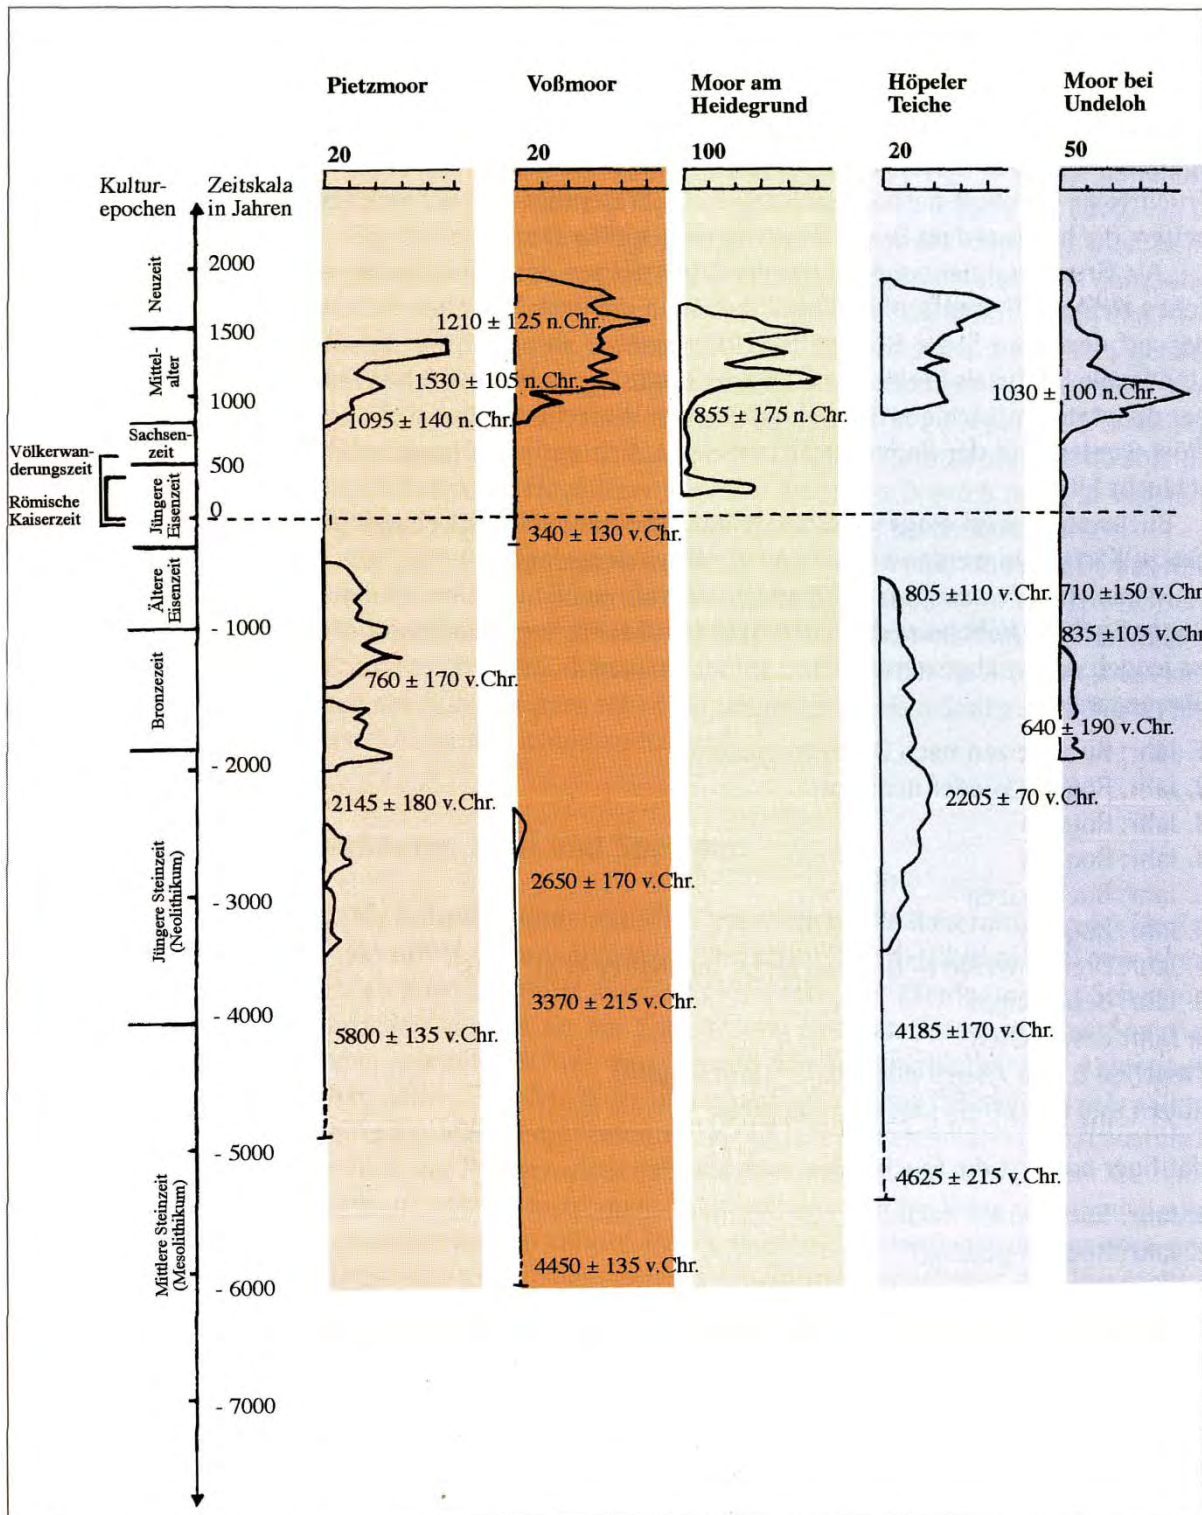 Pietzmoor
Voßmoor
Moor am
Heidegrund
Höpeler
Teiche
Moor bei
Undeloh
20
20
100
20
50
Kultur-
epochen
Zeitskala
in Jahren
2000
1500
1000
500
0
- 1000
- 2000
- 3000
- 4000
- 5000
- 6000
- 7000
Neuzeit
Mittel-
alter
Sachsen-
zeit
Völkerwan-
derungszeit
Römische
Kaiserzeit
Jüngere
Eisenzeit
Ältere
Eisenzeit
Bronzezeit
Jüngere Steinzeit
(Neolithikum)
Mittlere Steinzeit
(Mesolithikum)
1095 ± 140 n.Chr.
760 ± 170 v.Chr.
2145 ± 180 v.Chr.
5800 ± 135 v.Chr.
1210 ± 125 n.Chr.
1530 ± 105 n.Chr.
340 ± 130 v.Chr.
2650 ± 170 v.Chr.
3370 ± 215 v.Chr.
4450 ± 135 v.Chr.
855 ± 175 n.Chr.
805 ±110 v.Chr.
2205 ± 70 v.Chr.
4185 ±170 v.Chr.
4625 ± 215 v.Chr.
1030 ± 100 n.Chr.
710 ±150 v.Chr
835 ±105 v.Chr
640 ± 190 v.Chr.